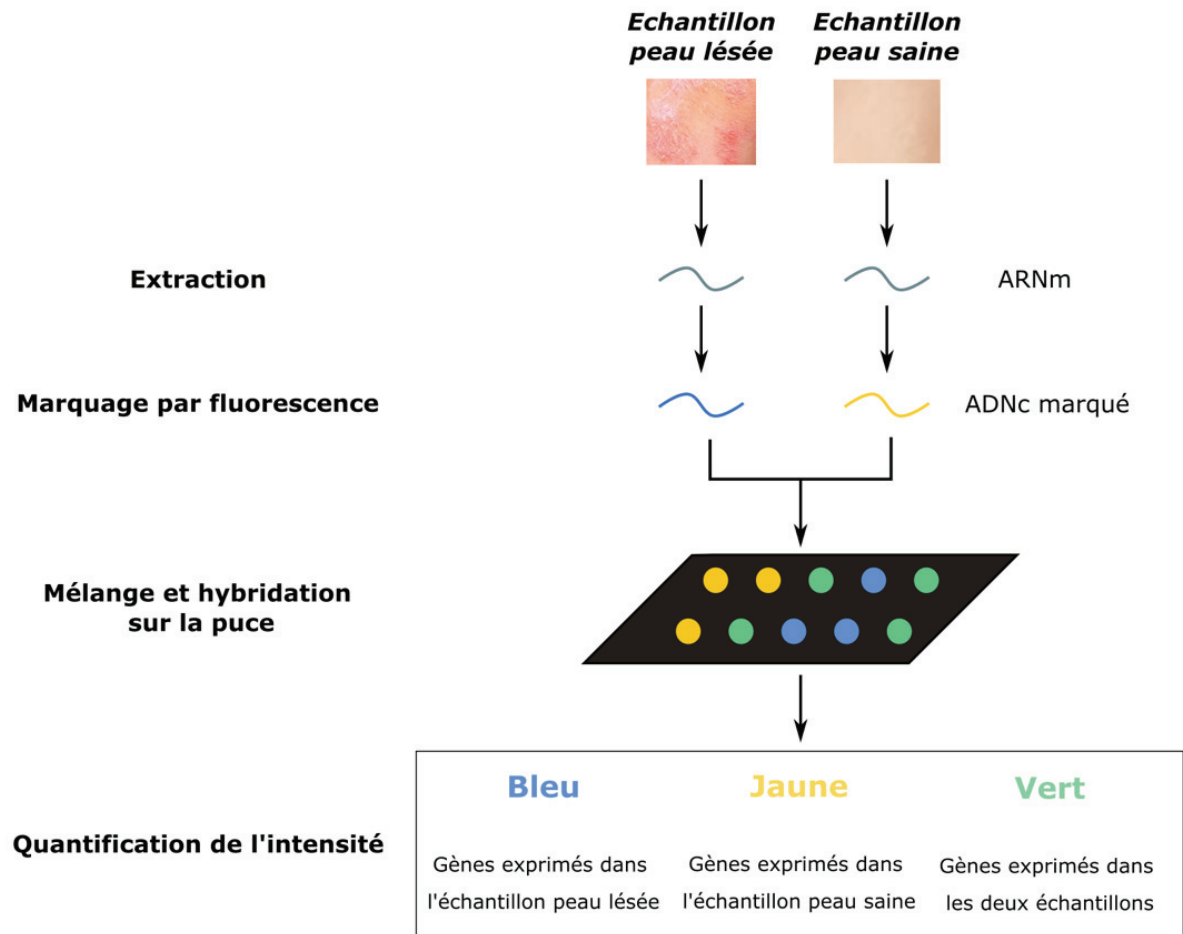 Echantillon
peau lésée
Echantillon
peau saine
Extraction
ARNm
Marquage par fluorescence
ADNc marqué
Mélange et hybridation
sur la puce
Quantification de l'intensité
Bleu
Jaune
Vert
Gènes exprimés dans
l'échantillon peau lésée
Gènes exprimés dans
l'échantillon peau saine
Gènes exprimés dans
les deux échantillons